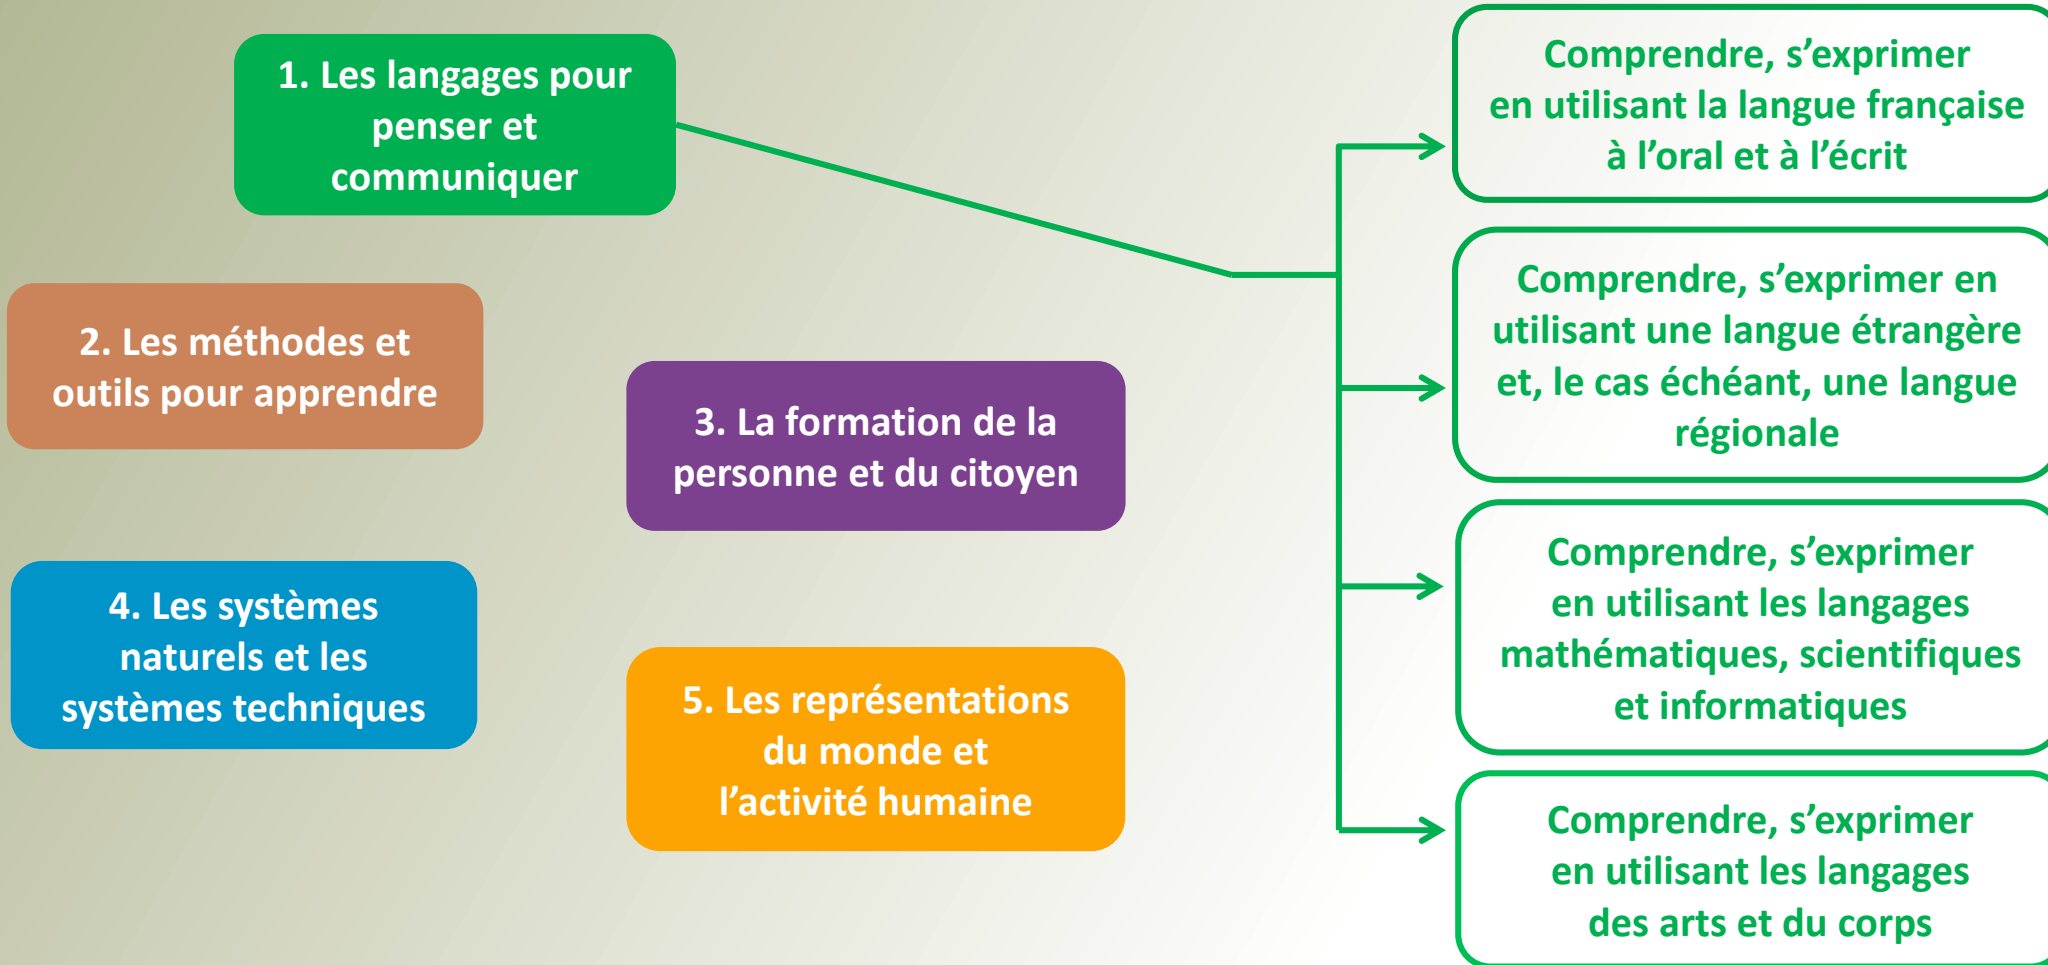 1. Les langages pour
penser et
communiquer
2. Les méthodes et
outils pour apprendre
3. La formation de la
personne et du citoyen
4. Les systèmes
naturels et les
systèmes techniques
5. Les représentations
du monde et
l’activité humaine
Comprendre, s’exprimer
en utilisant la langue française
à l’oral et à l’écrit
Comprendre, s’exprimer en
utilisant une langue étrangère
et, le cas échéant, une langue
régionale
Comprendre, s’exprimer
en utilisant les langages
mathématiques, scientifiques
et informatiques
Comprendre, s’exprimer
en utilisant les langages
des arts et du corps